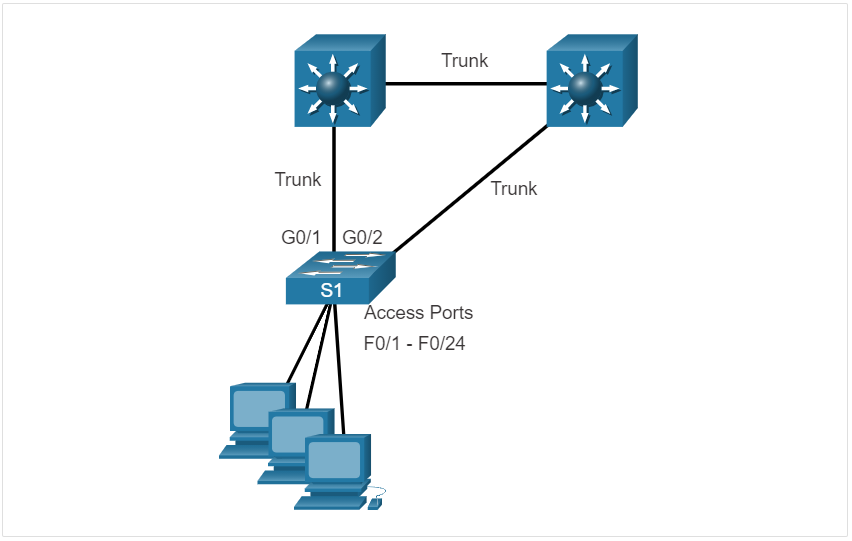 Trunk
Trunk
Trunk
G0/1 G0/2
S1
Access Ports
F0/1 - F0/24